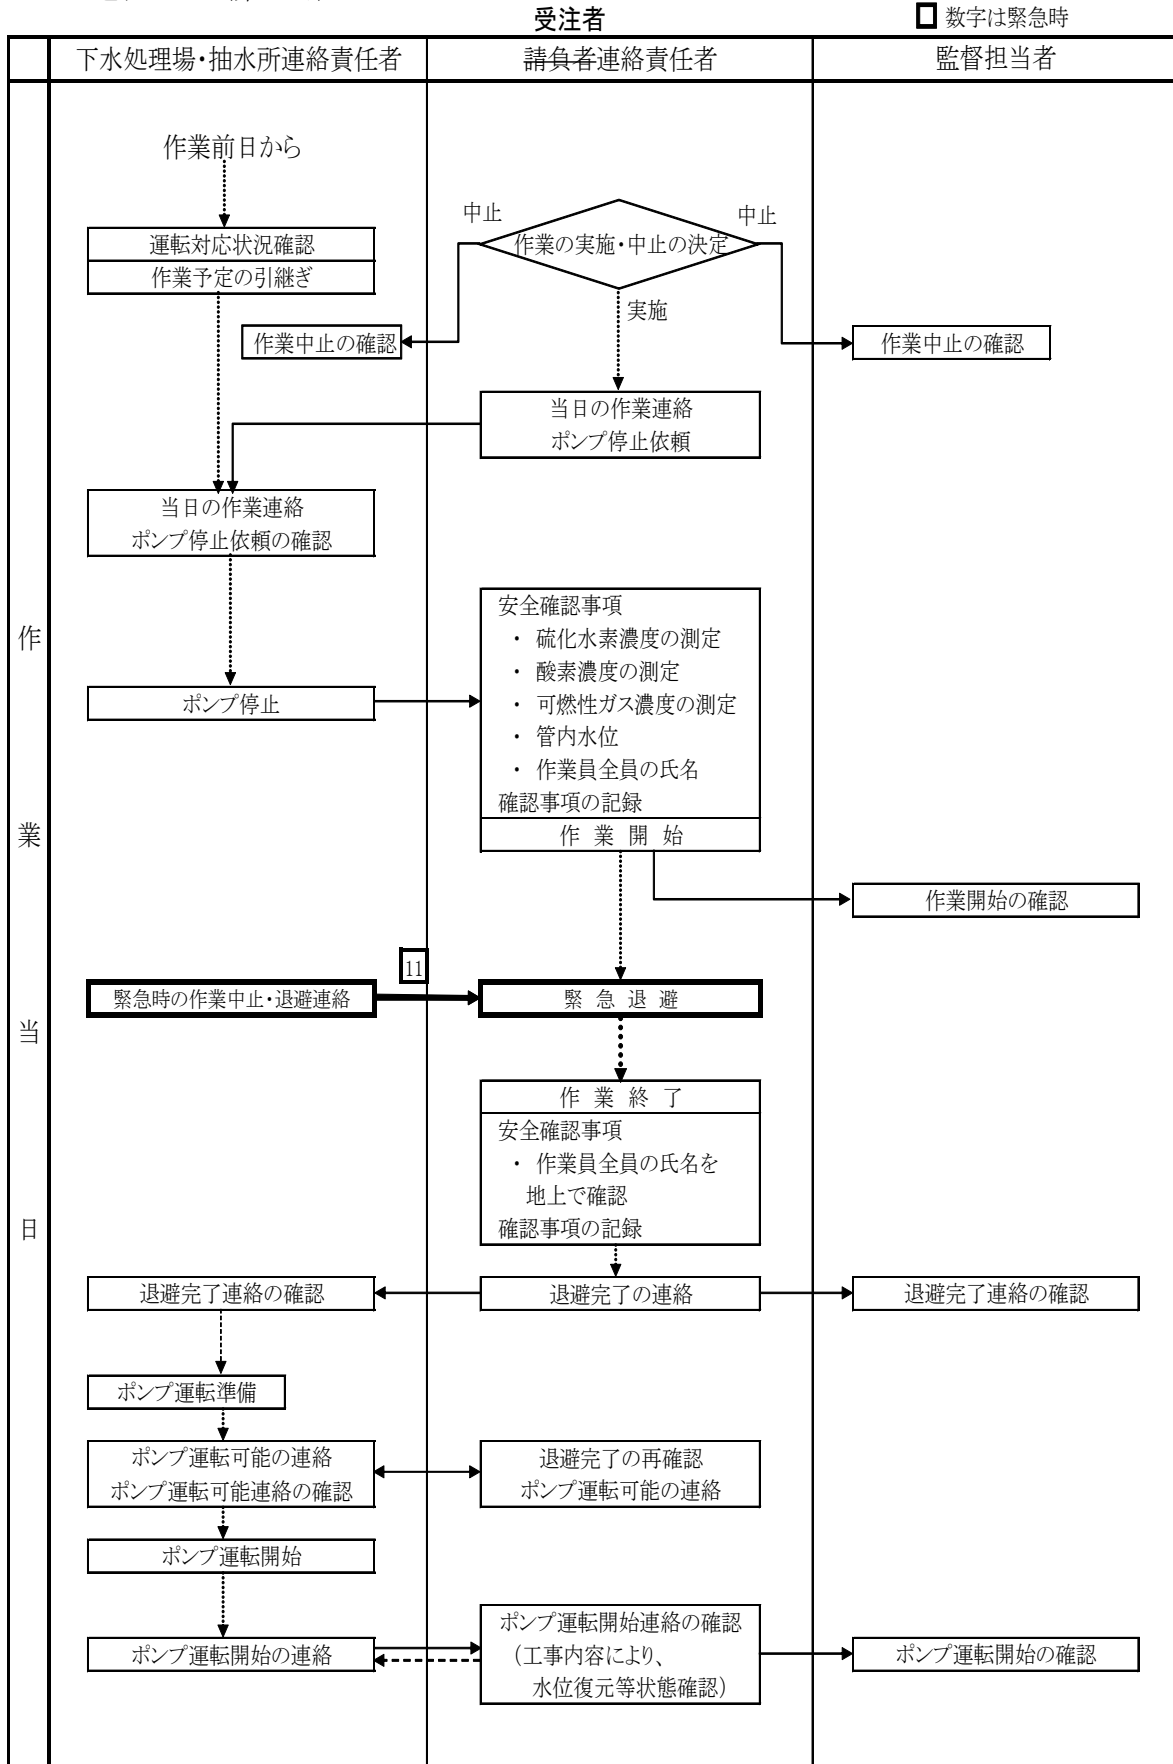 受注者
数字は緊急時
下水処理場・抽水所連絡責任者
請負者連絡責任者
監督担当者
作業当日
作業前日から
中止
中止
作業の実施・中止の決定
運転対応状況確認
作業予定の引継ぎ
実施
作業中止の確認
作業中止の確認
当日の作業連絡
ポンプ停止依頼
当日の作業連絡
ポンプ停止依頼の確認
安全確認事項
・ 硫化水素濃度の測定
・ 酸素濃度の測定
・ 可燃性ガス濃度の測定
・ 管内水位
・ 作業員全員の氏名
確認事項の記録
ポンプ停止
作 業 開 始
作業開始の確認
11
緊急時の作業中止・退避連絡
緊 急 退 避
作 業 終 了
安全確認事項
・ 作業員全員の氏名を
地上で確認
確認事項の記録
退避完了連絡の確認
退避完了の連絡
退避完了連絡の確認
ポンプ運転準備
ポンプ運転可能の連絡
ポンプ運転可能連絡の確認
退避完了の再確認
ポンプ運転可能の連絡
ポンプ運転開始
ポンプ運転開始の連絡
ポンプ運転開始連絡の確認
（工事内容により、
水位復元等状態確認）
ポンプ運転開始の確認